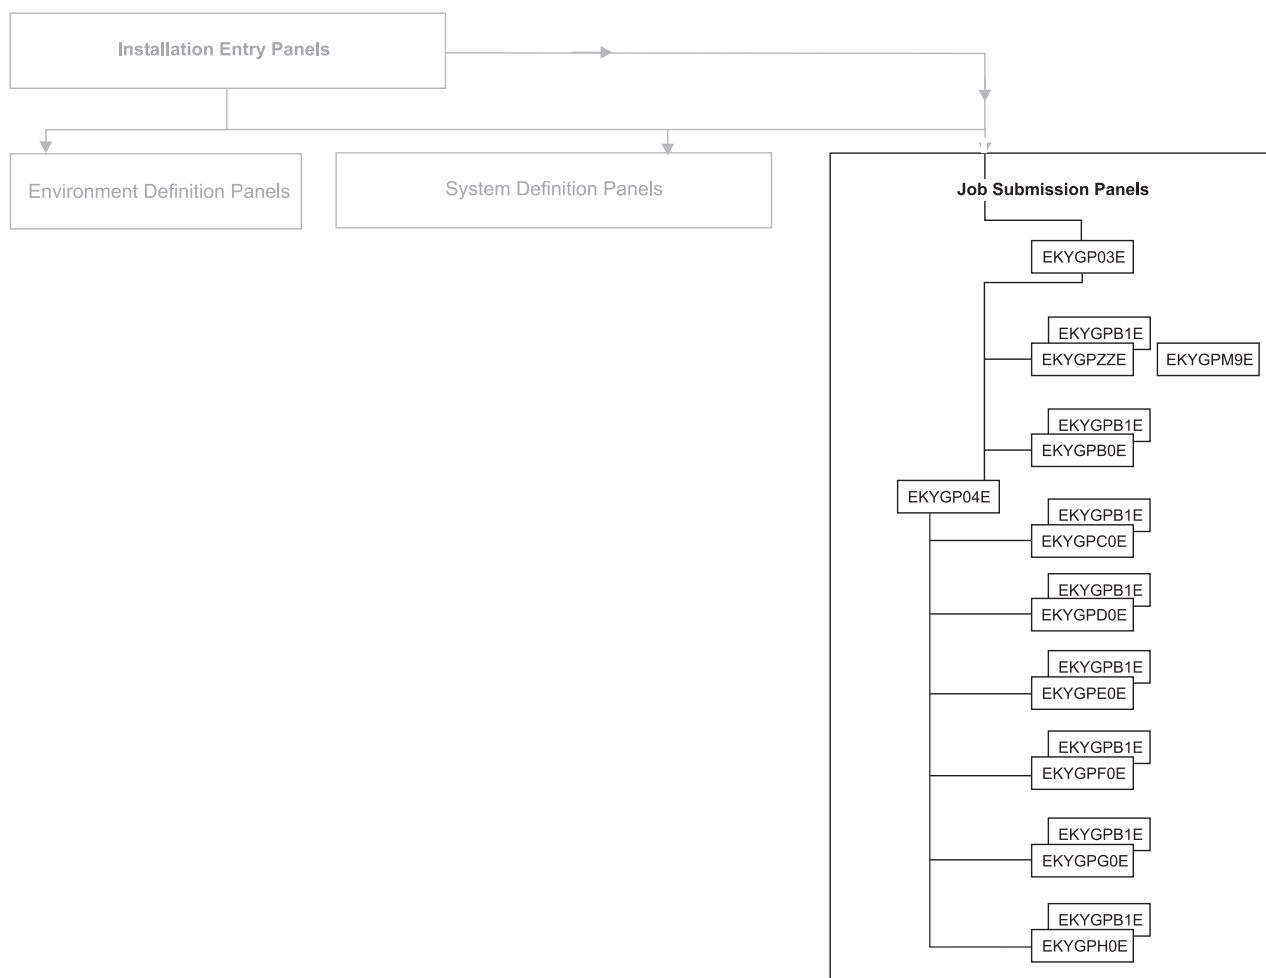 Installation Entry Panels
Environment Definition Panels
System Definition Panels
Job Submission Panels
EKYGP03E
EKYGPB1E
EKYGPZZE
EKYGPM9E
EKYGPB1E
EKYGPB0E
EKYGP04E
EKYGPB1E
EKYGPC0E
EKYGPB1E
EKYGPD0E
EKYGPB1E
EKYGPE0E
EKYGPB1E
EKYGPF0E
EKYGPB1E
EKYGPG0E
EKYGPB1E
EKYGPH0E